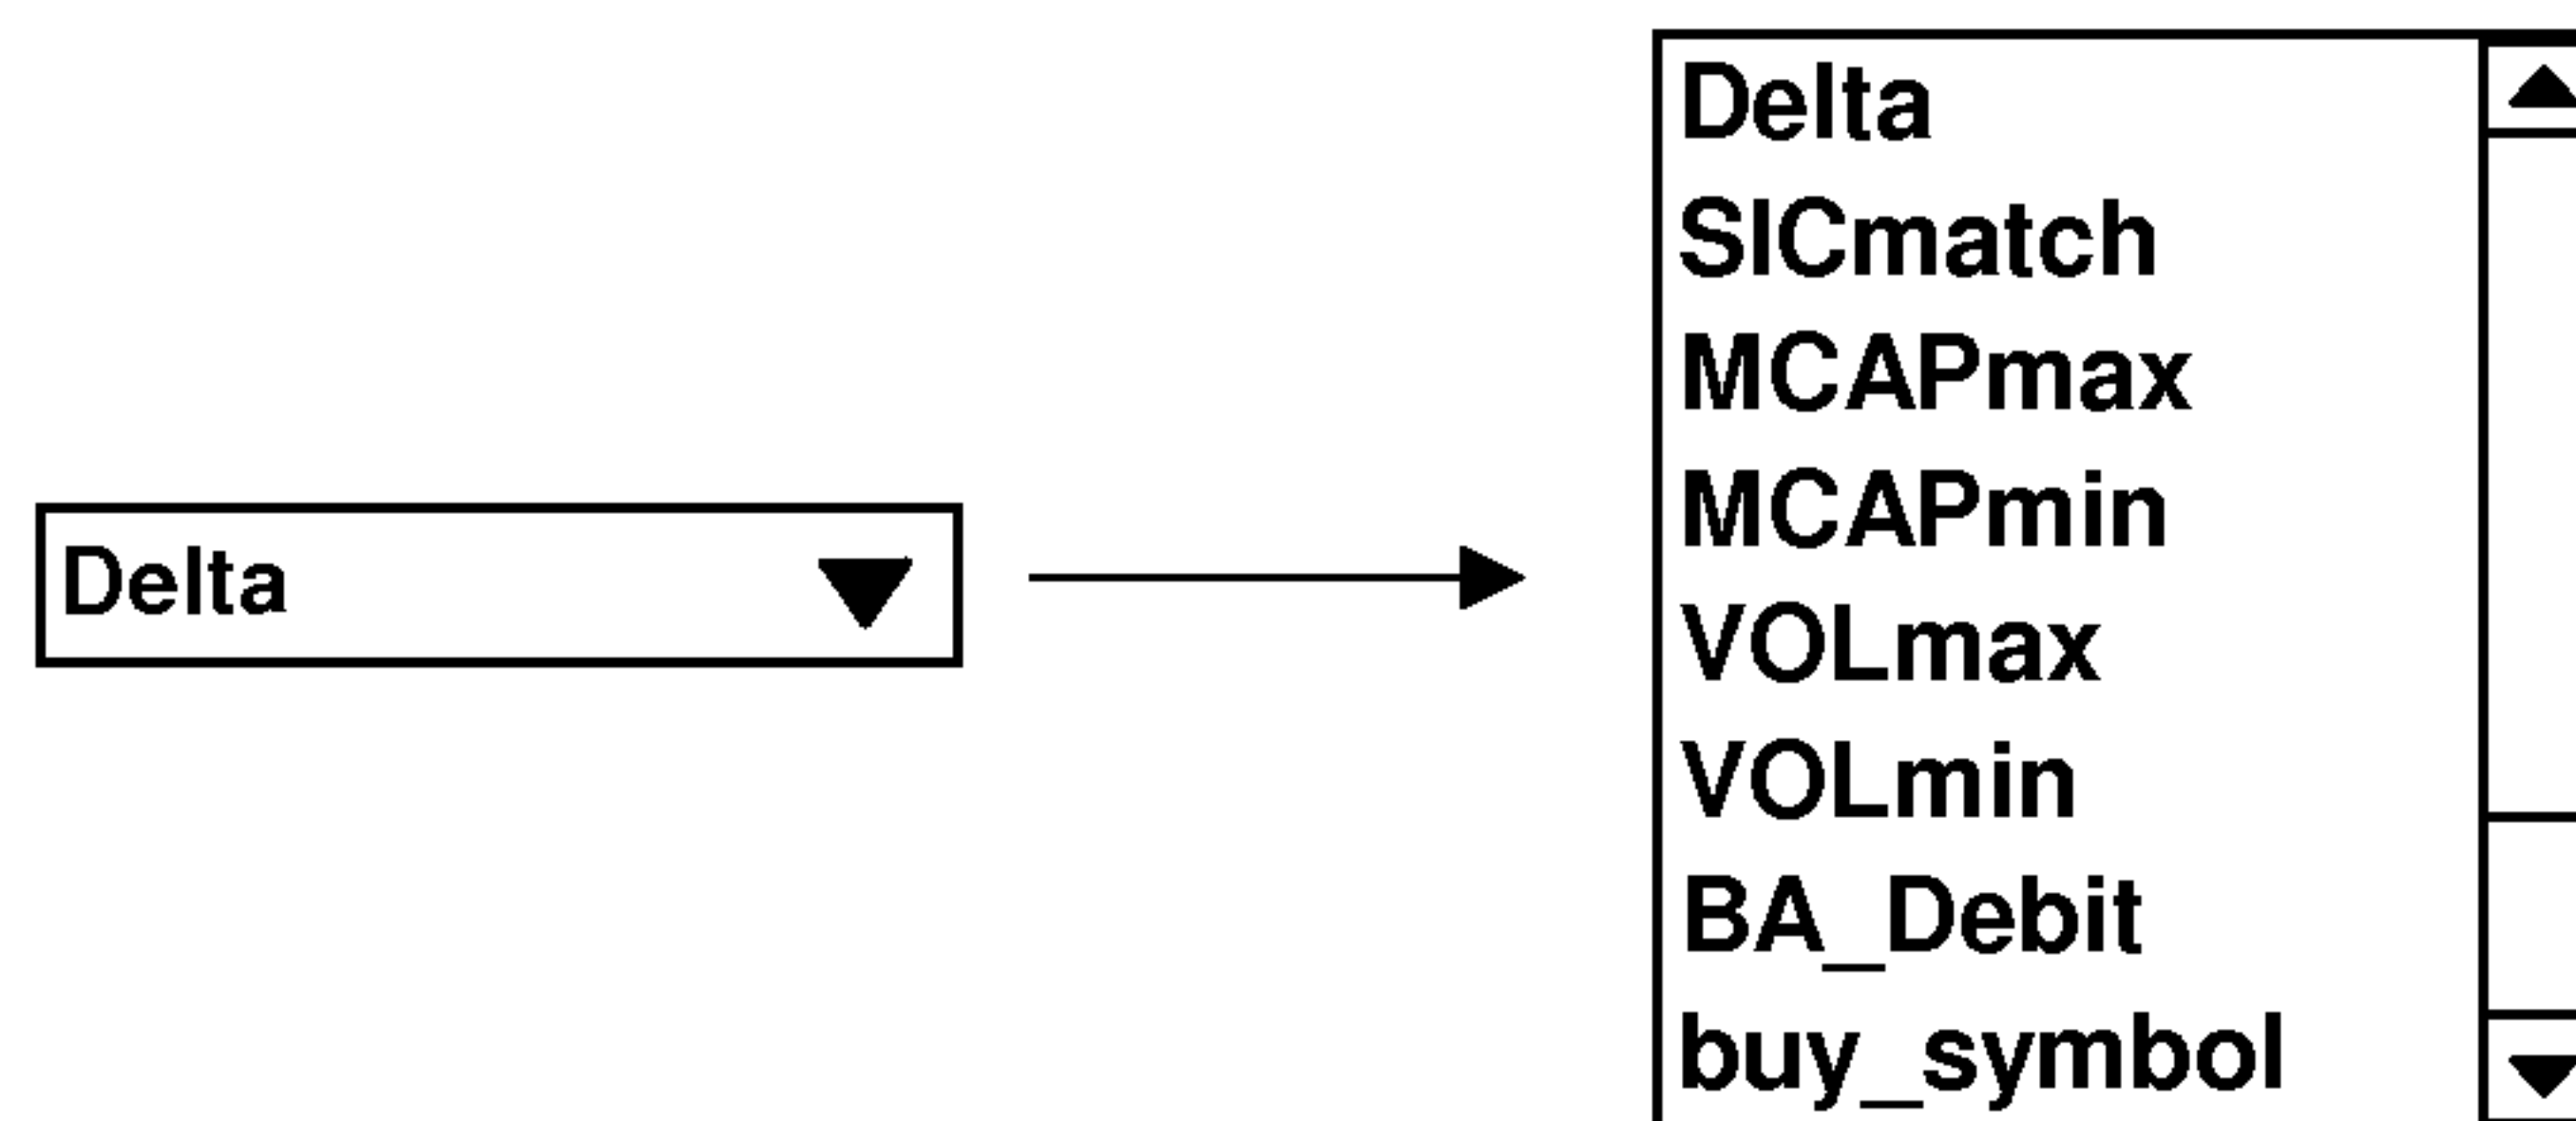 Delta
Delta
SICmatch
MCAPmax
MCAPmin
VOLmax
VOLmin
BA_Debit
buy_symbol